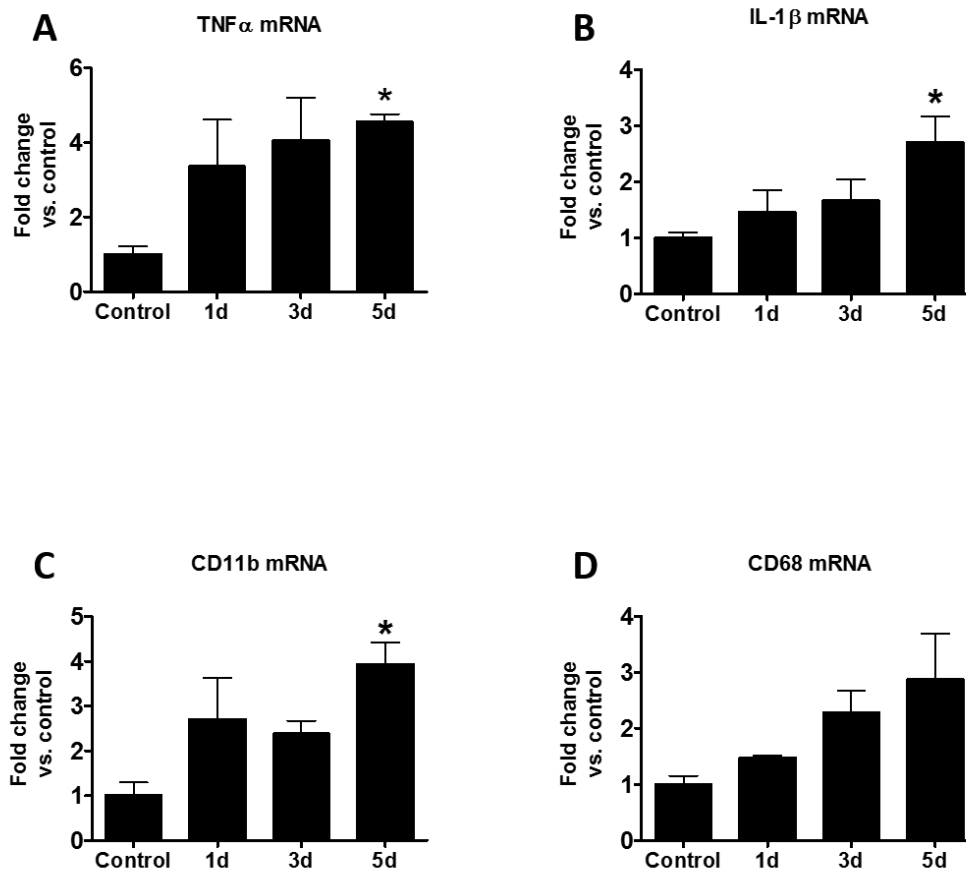 A
TNFα mRNA
Fold change
vs. control
6
4
2
0
*
Control 1d 3d 5d
B
IL-1β mRNA
Fold change
vs. control
4
3
2
1
0
*
Control 1d 3d 5d
C
CD11b mRNA
Fold change
vs. control
5
4
3
2
1
0
*
Control 1d 3d 5d
D
CD68 mRNA
Fold change
vs. control
4
3
2
1
0
Control 1d 3d 5d